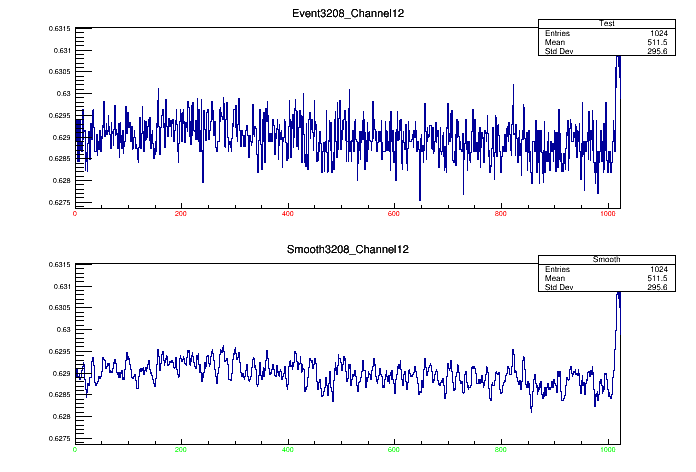 Event3208_Channel12
Test
Entries 1024
Mean 511.5
Std Dev 295.6
0.6315
0.631
0.6305
0.63
0.6295
0.629
0.6285
0.628
0.6275
0 200 400 600 800 1000
Smooth3208_Channel12
Smooth
Entries 1024
Mean 511.5
Std Dev 295.6
0.6315
0.631
0.6305
0.63
0.6295
0.629
0.6285
0.628
0.6275
0 200 400 600 800 1000